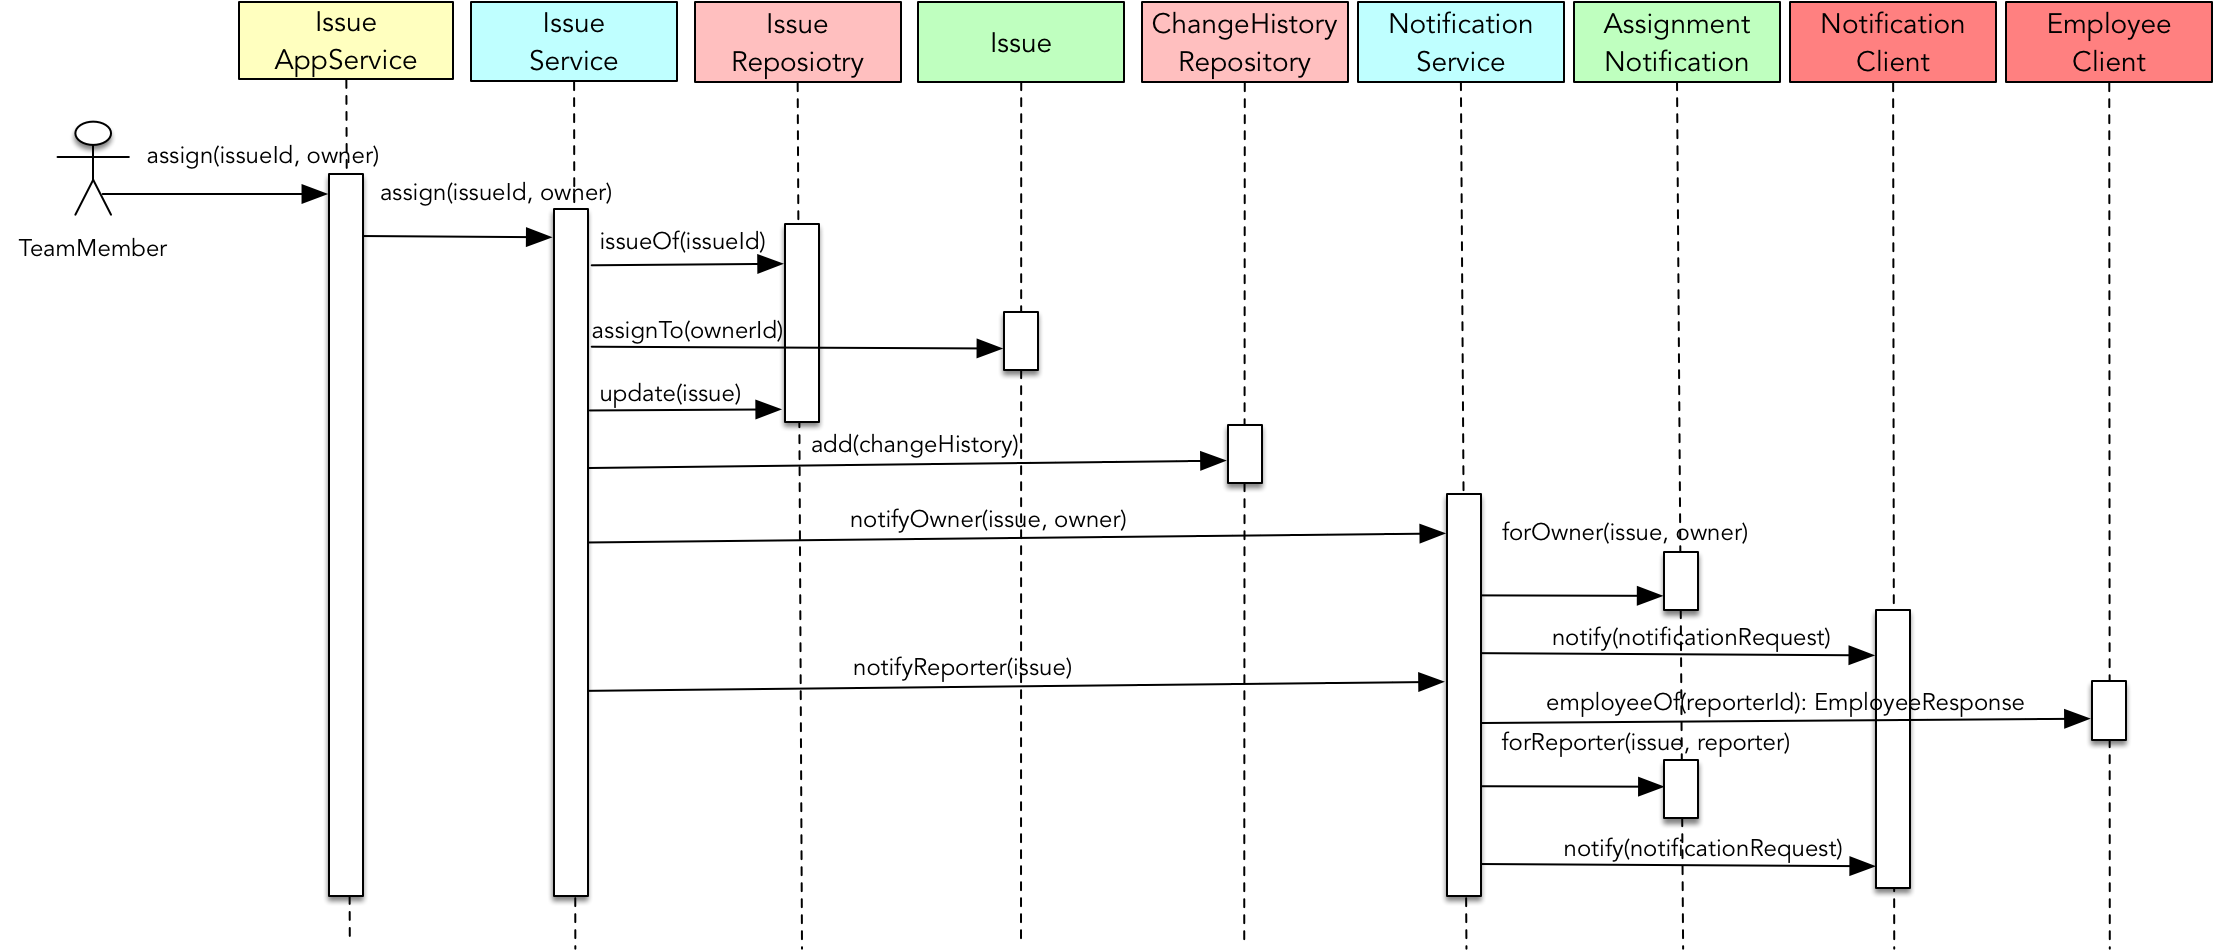 Issue
AppService
Issue
Service
Issue
Reposiotry
Issue
ChangeHistory
Repository
Notification
Service
Assignment
Notification
Notification
Client
Employee
Client
assign(issueId, owner)
TeamMember
assign(issueId, owner)
issueOf(issueId)
assignTo(ownerId)
update(issue)
add(changeHistory)
notifyOwner(issue, owner)
forOwner(issue, owner)
notify(notificationRequest)
notifyReporter(issue)
employeeOf(reporterId): EmployeeResponse
forReporter(issue, reporter)
notify(notificationRequest)